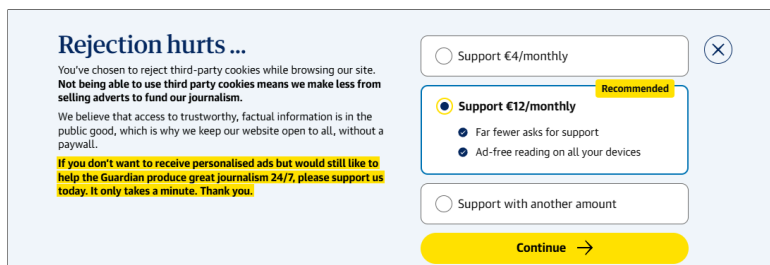 Rejection hurts ...
You've chosen to reject third-party cookies while browsing our site.
Not being able to use third party cookies means we make less from
selling adverts to fund our journalism.
We believe that access to trustworthy, factual information is in the
public good, which is why we keep our website open to all, without a
paywall.
If you don't want to receive personalised ads but would still like to
help the Guardian produce great journalism 24/7, please support us
today. It only takes a minute. Thank you.
Support €4/monthly
Recommended
Support €12/monthly
Far fewer asks for support
Ad-free reading on all your devices
Support with another amount
Continue →